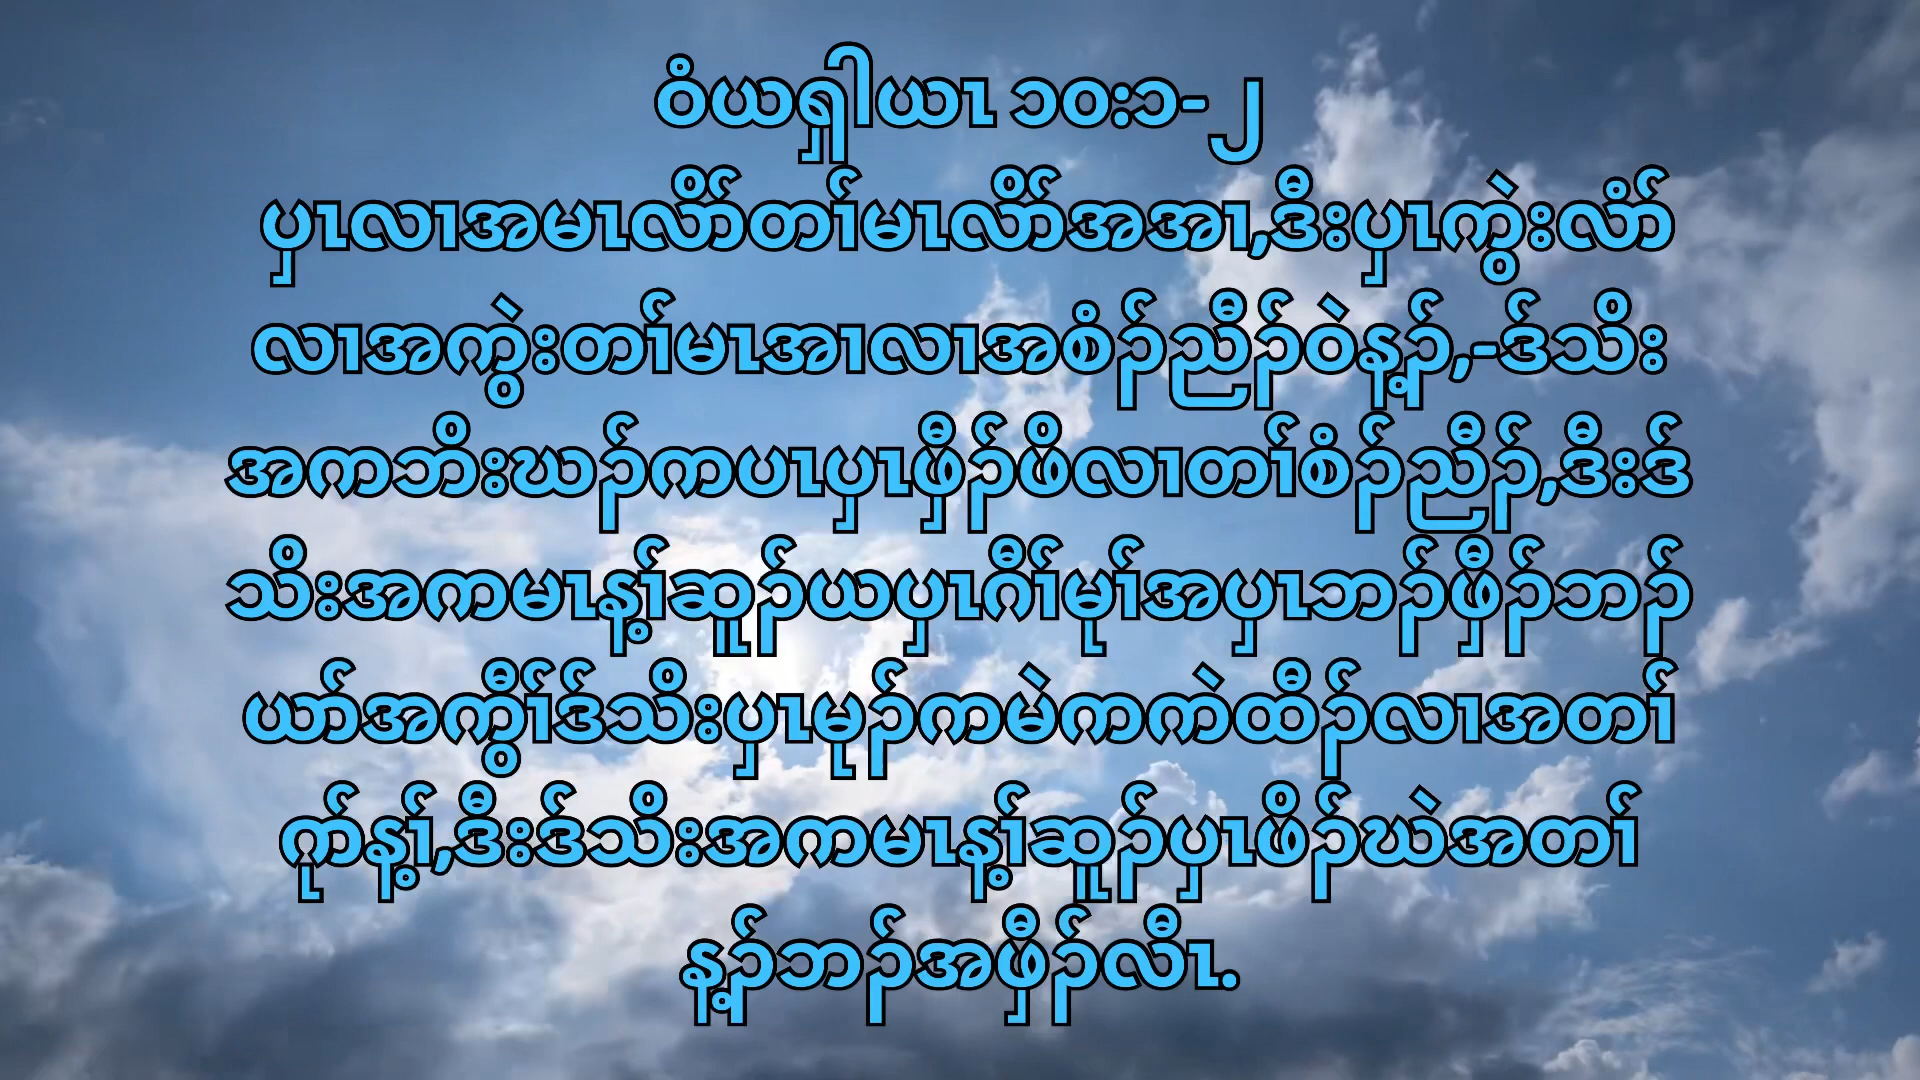 ဝံယၡါယၤ ၁၀:၁-၂
ပှၤလၢအမၤလိာ်တၢ်မၤလိာ်အအၢ,ဒီးပှၤကွဲးလံာ်
လၢအကွဲးတၢ်မၤအၢလၢအစံၣ်ညီၣ်ဝဲန့ၣ်,-ဒ်သိး
အကဘိးဃၣ်ကပၤပှၤဖှီၣ်ဖိလၢတၢ်စံၣ်ညီၣ်,ဒီးဒ်
သိးအကမၤန့ၢ်ဆူၣ်ယပှၤဂီၢ်မုၢ်အပှၤဘၣ်ဖှီၣ်ဘၣ်
ယာ်အကွီၢ်ဒ်သိးပှၤမုၣ်ကမဲကကဲထီၣ်လၢအတၢ်
ကုာ်န့ၢ်,ဒီးဒ်သိးအကမၤန့ၢ်ဆူၣ်ပှၤဖိၣ်ဃဲအတၢ်
န့ၣ်ဘၣ်အဖှီၣ်လီၤ.